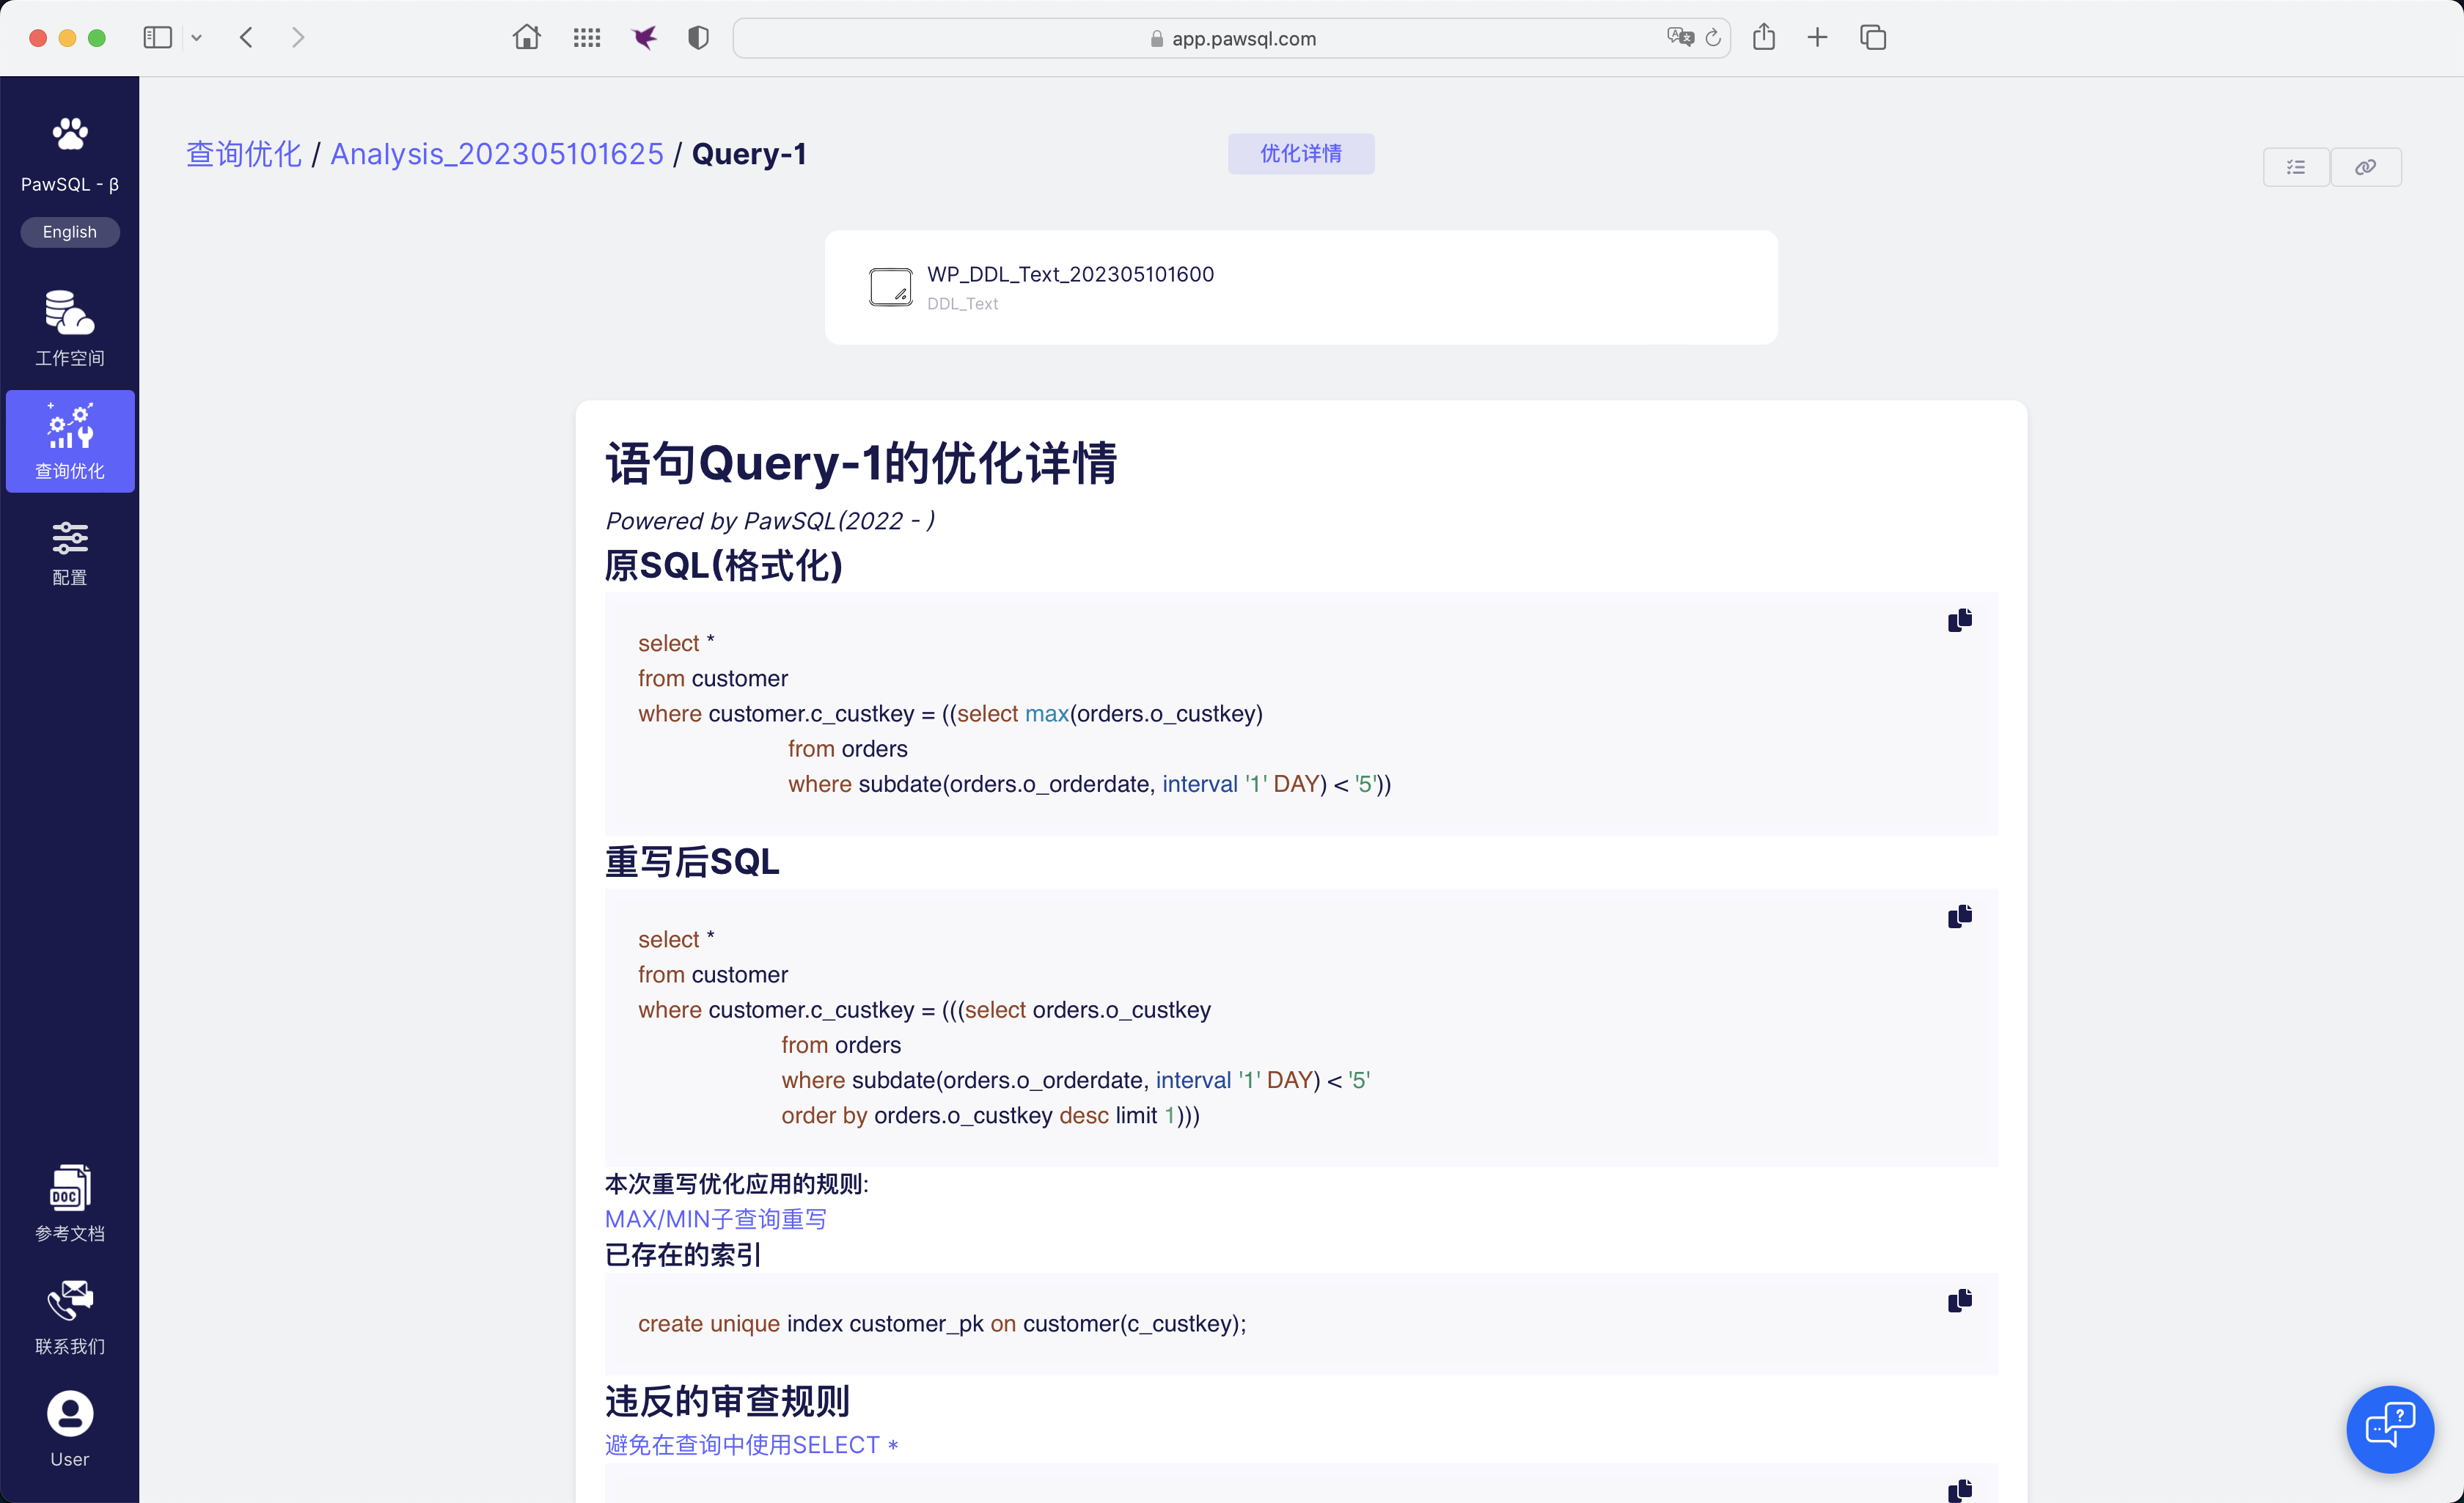 app.pawsql.com
PawSQL - β
English
工作空间
查询优化
配置
参考文档
DOC
联系我们
User
查询优化 / Analysis_202305101625 / Query-1
优化详情
WP_DDL_Text_202305101600
DDL_Text
语句Query-1的优化详情
Powered by PawSQL(2022 - )
原SQL(格式化)
select *
from customer
where customer.c_custkey = ((select max(orders.o_custkey)
from orders
where subdate(orders.o_orderdate, interval '1' DAY) < '5'))
重写后SQL
select *
from customer
where customer.c_custkey = (((select orders.o_custkey
from orders
where subdate(orders.o_orderdate, interval '1' DAY) < '5'
order by orders.o_custkey desc limit 1)))
本次重写优化应用的规则:
MAX/MIN子查询重写
已存在的索引
create unique index customer_pk on customer(c_custkey);
违反的审查规则
避免在查询中使用SELECT *